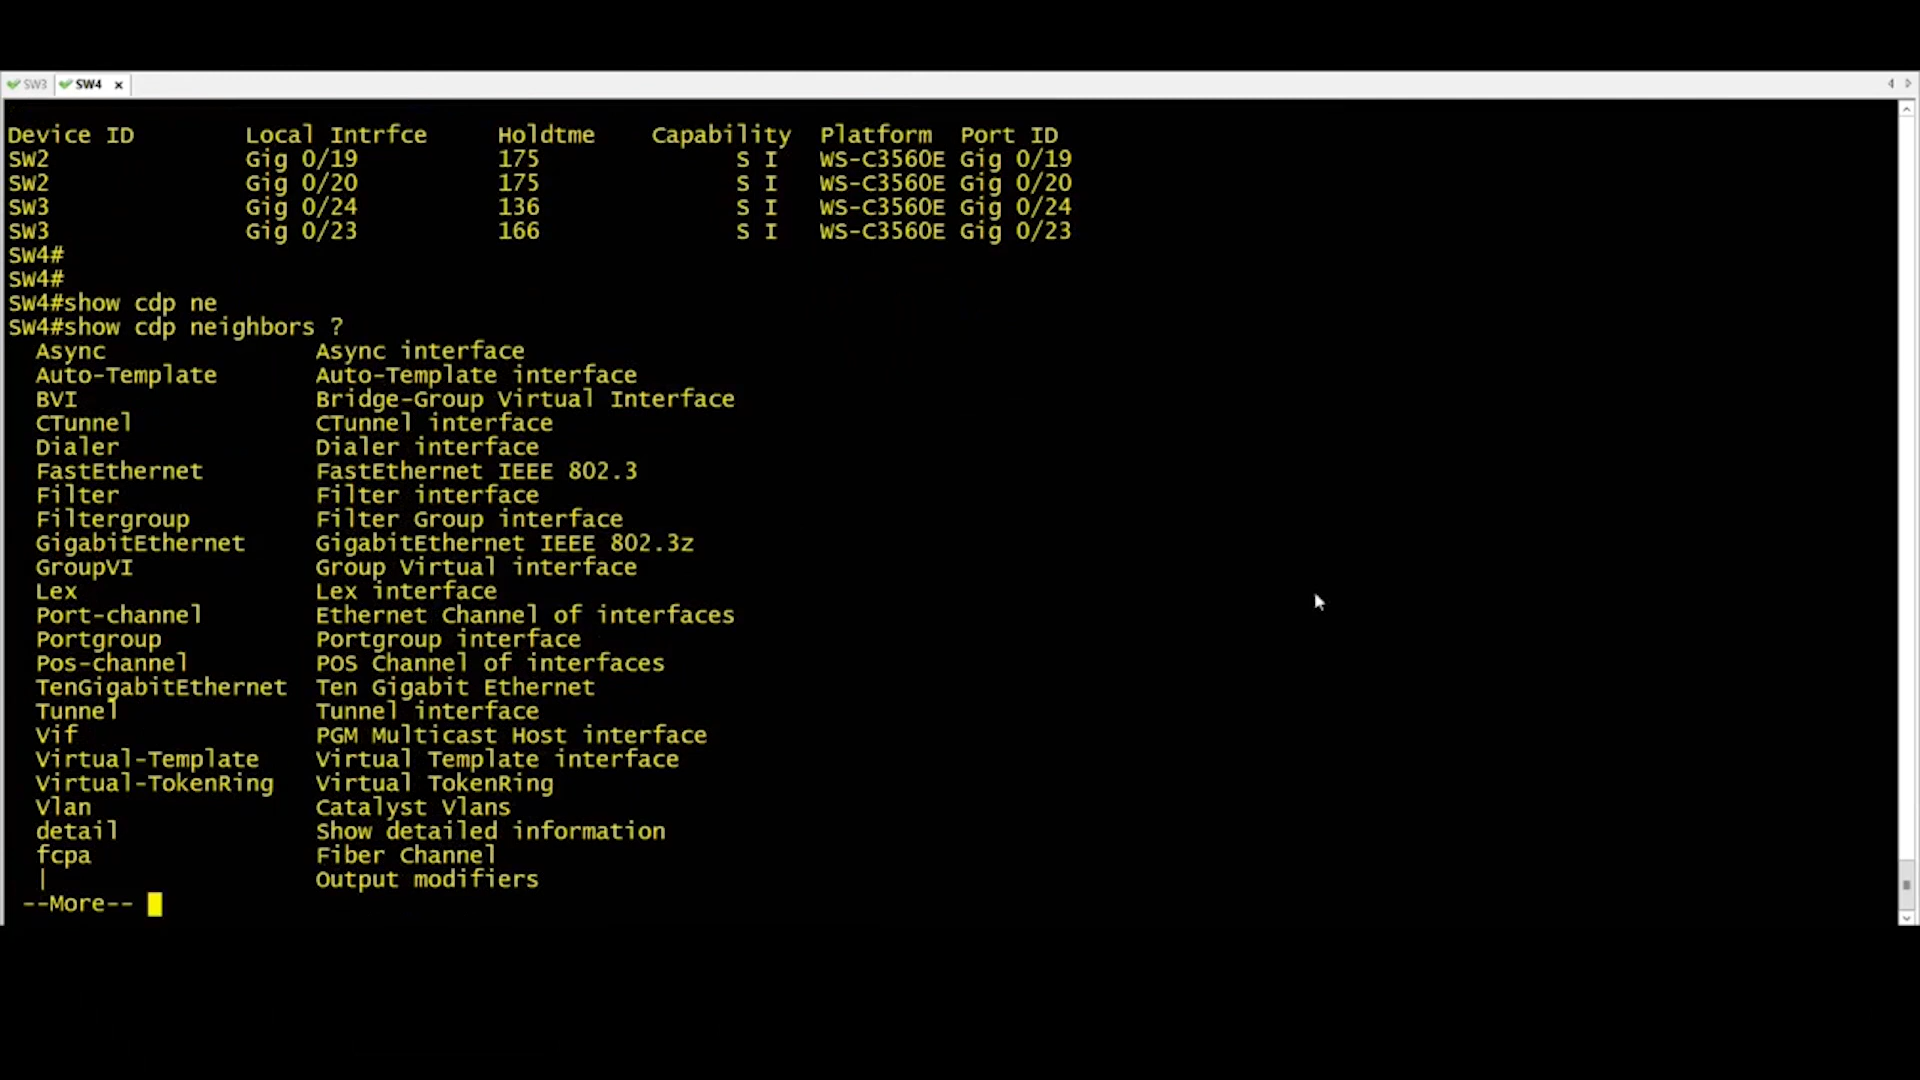 SW3 SW4 ×
Device ID Local Intrfce Holdtme Capability Platform Port ID
SW2 Gig 0/19 175 S I WS-C3560E Gig 0/19
SW2 Gig 0/20 175 S I WS-C3560E Gig 0/20
SW3 Gig 0/24 136 S I WS-C3560E Gig 0/24
SW3 Gig 0/23 166 S I WS-C3560E Gig 0/23
SW4#
SW4#
SW4#show cdp ne
SW4#show cdp neighbors ?
Async Async interface
Auto-Template Auto-Template interface
BVI Bridge-Group Virtual Interface
CTunnel CTunnel interface
Dialer Dialer interface
FastEthernet FastEthernet IEEE 802.3
Filter Filter interface
Filtergroup Filter Group interface
GigabitEthernet GigabitEthernet IEEE 802.3z
GroupVI Group Virtual interface
Lex Lex interface
Port-channel Ethernet Channel of interfaces
Portgroup Portgroup interface
Pos-channel POS Channel of interfaces
TenGigabitEthernet Ten Gigabit Ethernet
Tunnel Tunnel interface
Vif PGM Multicast Host interface
Virtual-Template Virtual Template interface
Virtual-TokenRing Virtual TokenRing
Vlan Catalyst Vlans
detail Show detailed information
fcpa Fiber Channel
| Output modifiers
--More--